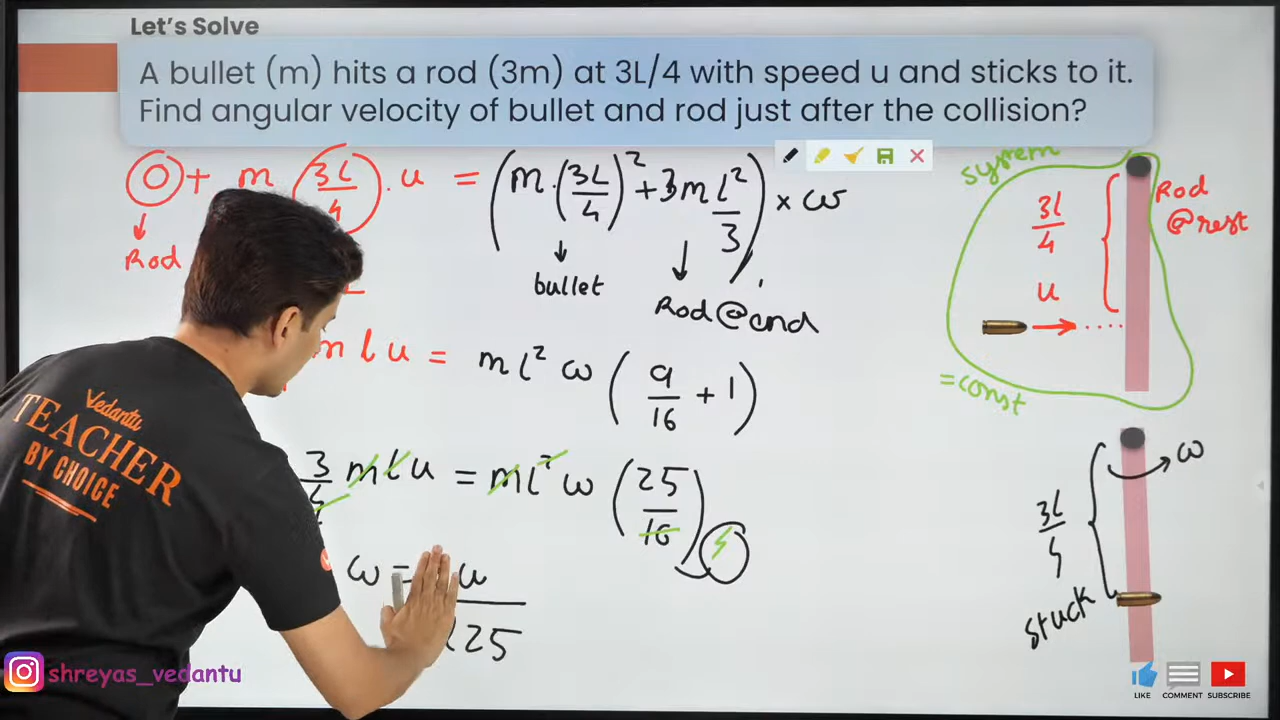 Let's Solve
A bullet (m) hits a rod (3m) at 3L/4 with speed u and sticks to it.
Find angular velocity of bullet and rod just after the collision?
0 + m (3L/4) . u = (m . (3L/4)² + 3m L²/3) × ω
Rod
bullet
Rod @ end
m l u = m l² ω (9/16 + 1)
3/4 m l u = m l² ω (25/16)
ω = u
25
system
Rod
@rest
3L/4
u
= const
ω
3L/4
stuck
Vedantu
TEACHER
BY CHOICE
shreyas_vedantu
LIKE
COMMENT
SUBSCRIBE